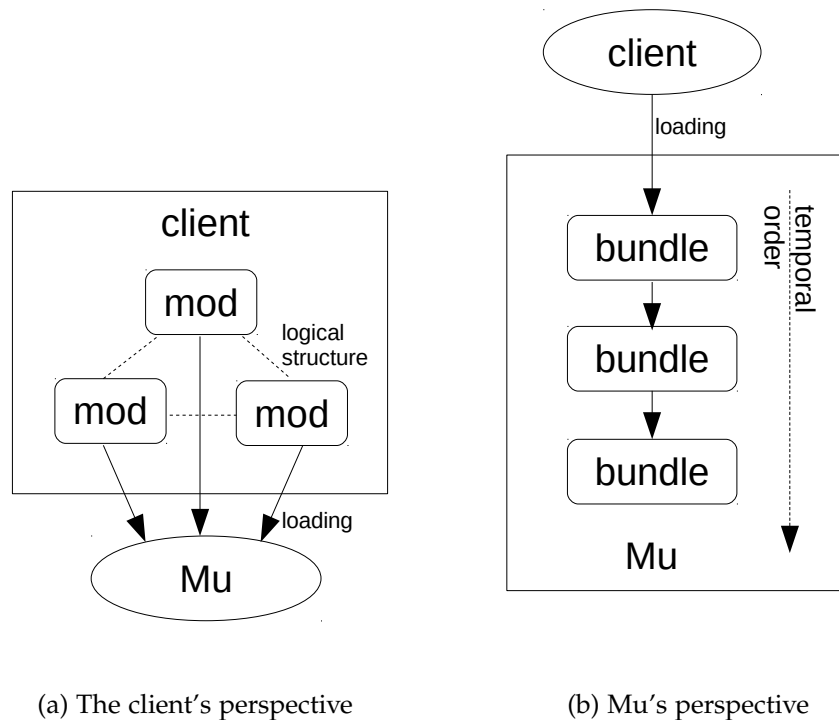 client
mod
logical
structure
mod
mod
loading
Mu
(a) The client's perspective
client
loading
bundle
bundle
bundle
temporal
order
Mu
(b) Mu's perspective